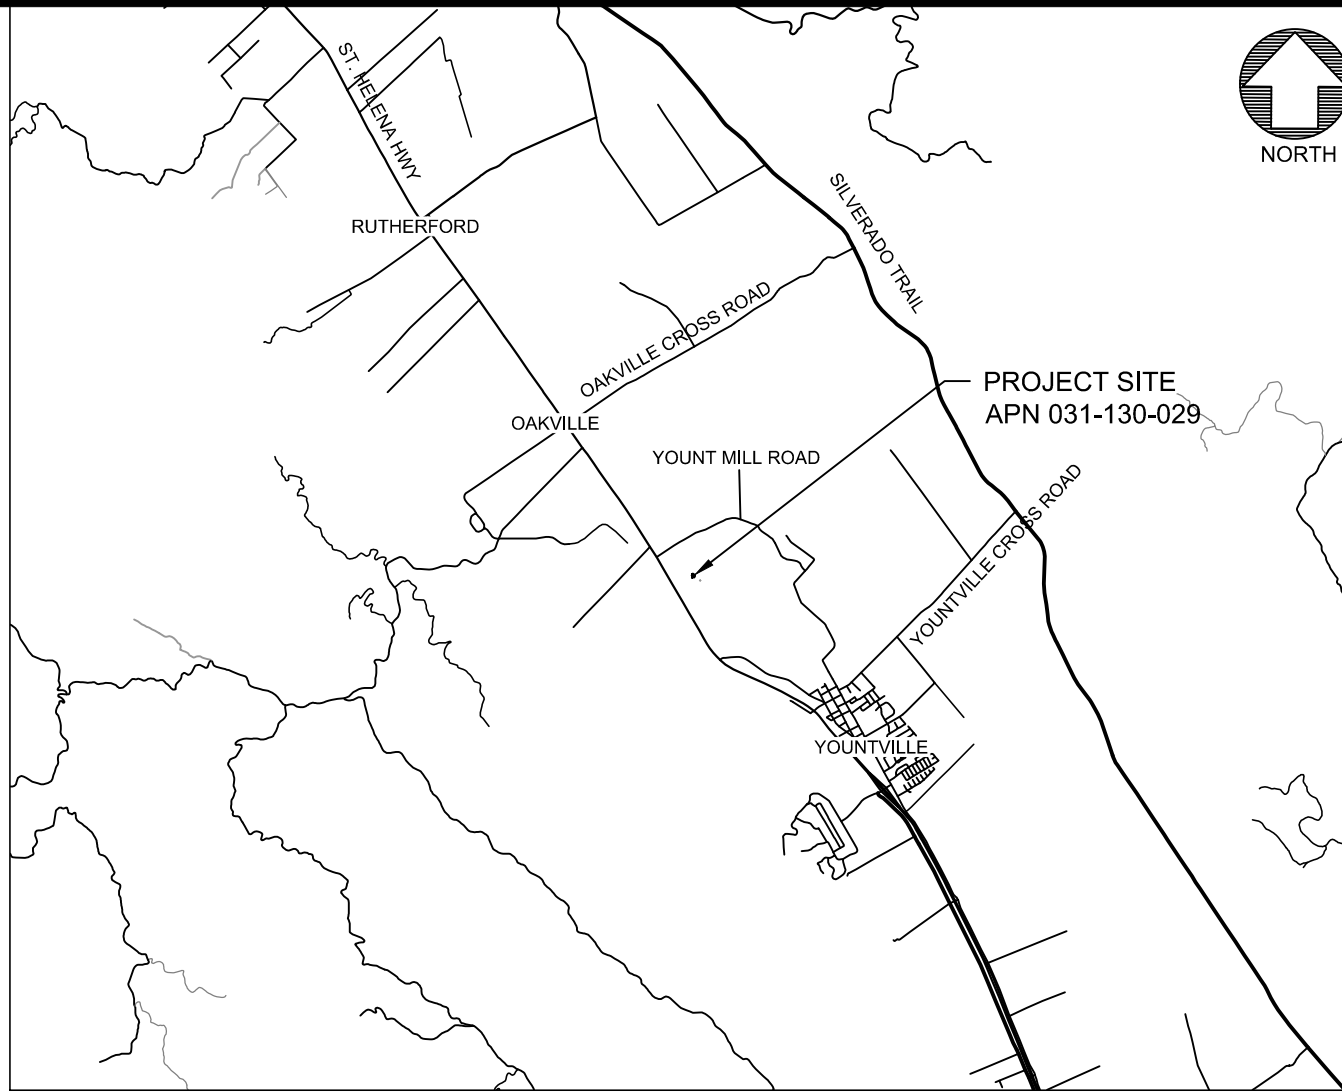 ST. HELENA HWY
NORTH
RUTHERFORD
SILVERADO TRAIL
OAKVILLE CROSS ROAD
PROJECT SITE
APN 031-130-029
OAKVILLE
YOUNT MILL ROAD
YOUNTVILLE CROSS ROAD
YOUNTVILLE